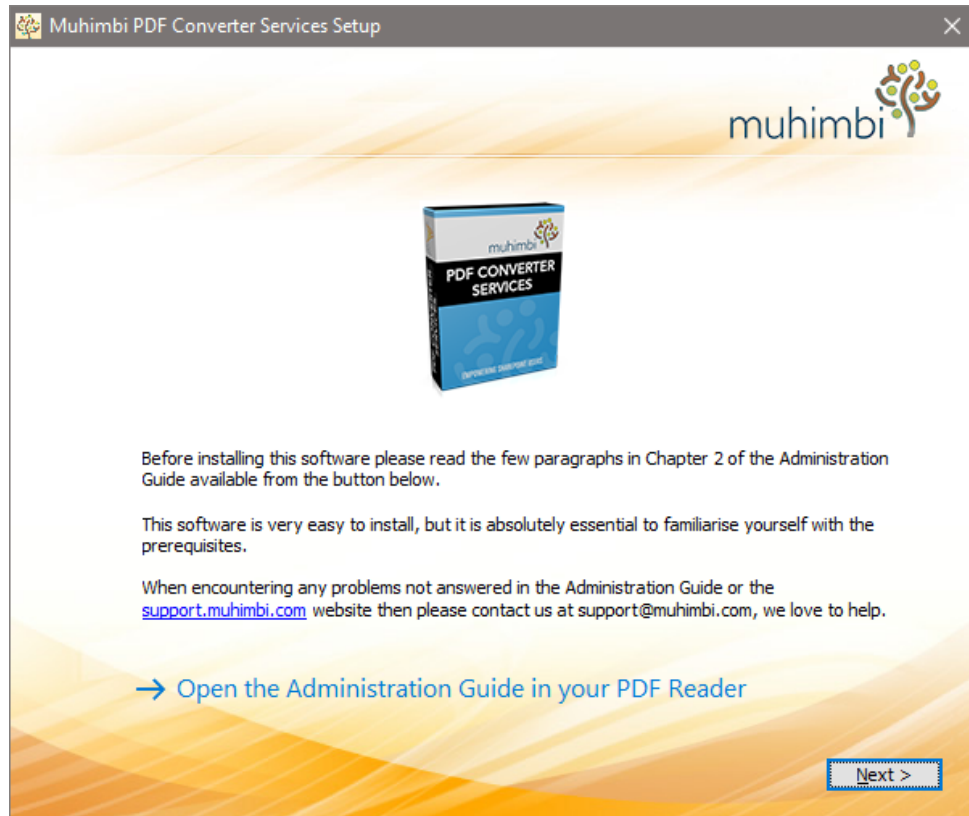 Muhimbi PDF Converter Services Setup
muhimbi
muhimbi
PDF CONVERTER
SERVICES
EMPOWERING SHAREPOINT USERS
Before installing this software please read the few paragraphs in Chapter 2 of the Administration
Guide available from the button below.
This software is very easy to install, but it is absolutely essential to familiarise yourself with the
prerequisites.
When encountering any problems not answered in the Administration Guide or the
support.muhimbi.com website then please contact us at support@muhimbi.com, we love to help.
→ Open the Administration Guide in your PDF Reader
Next >